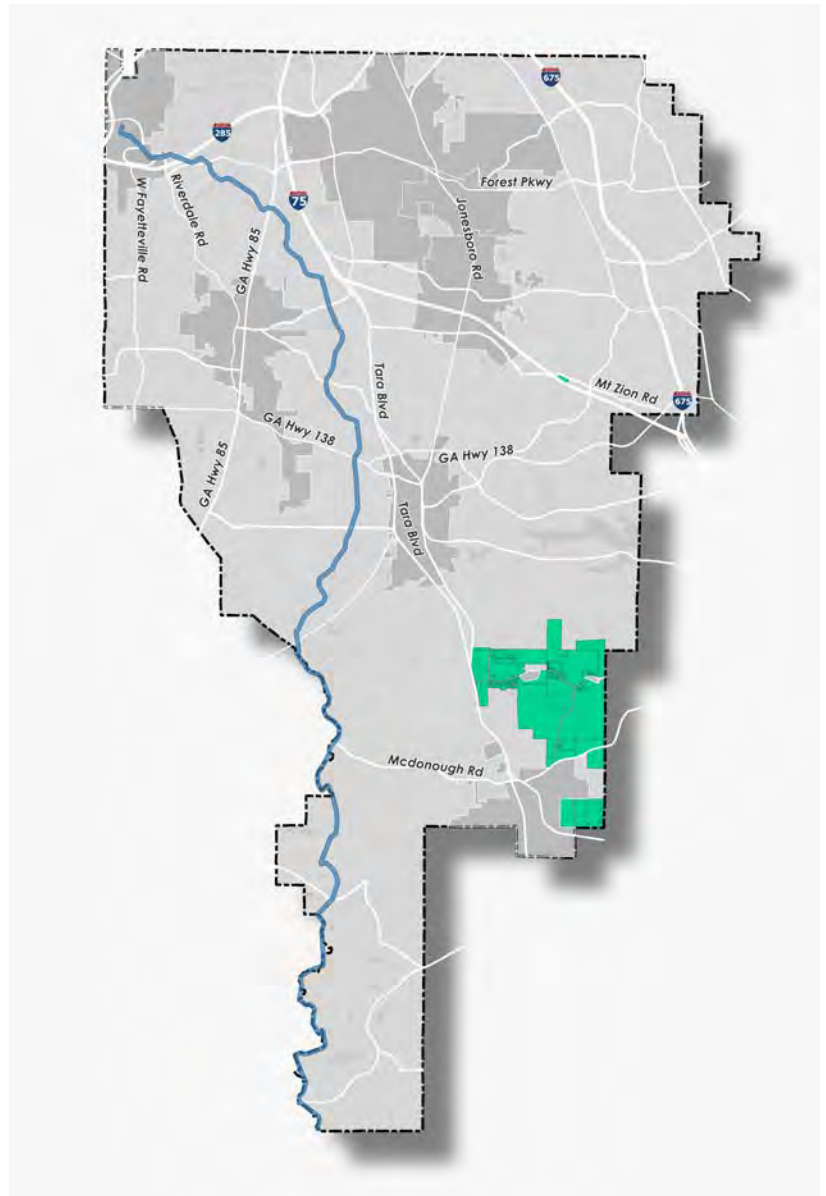 675
285
Forest Pkwy
75
W Fayetteville Rd
Riverdale Rd
GA Hwy 85
Jonesboro Rd
Tara Blvd
Mt Zion Rd
675
GA Hwy 138
GA Hwy 138
GA Hwy 85
Tara Blvd
Mcdonough Rd